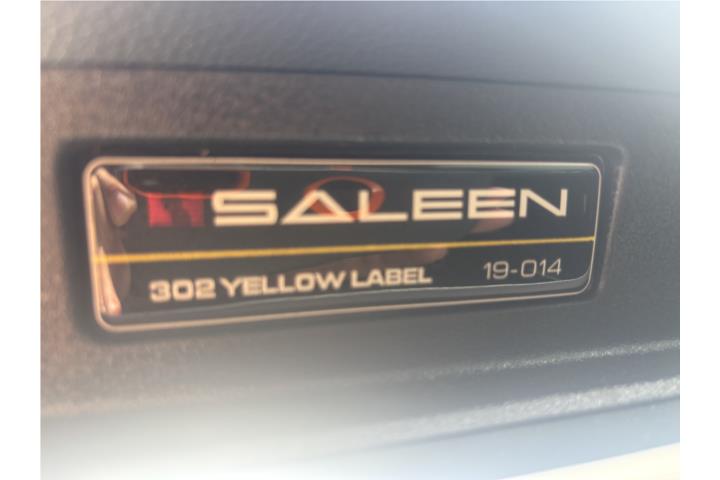 SALEEN
302 YELLOW LABEL 19-014